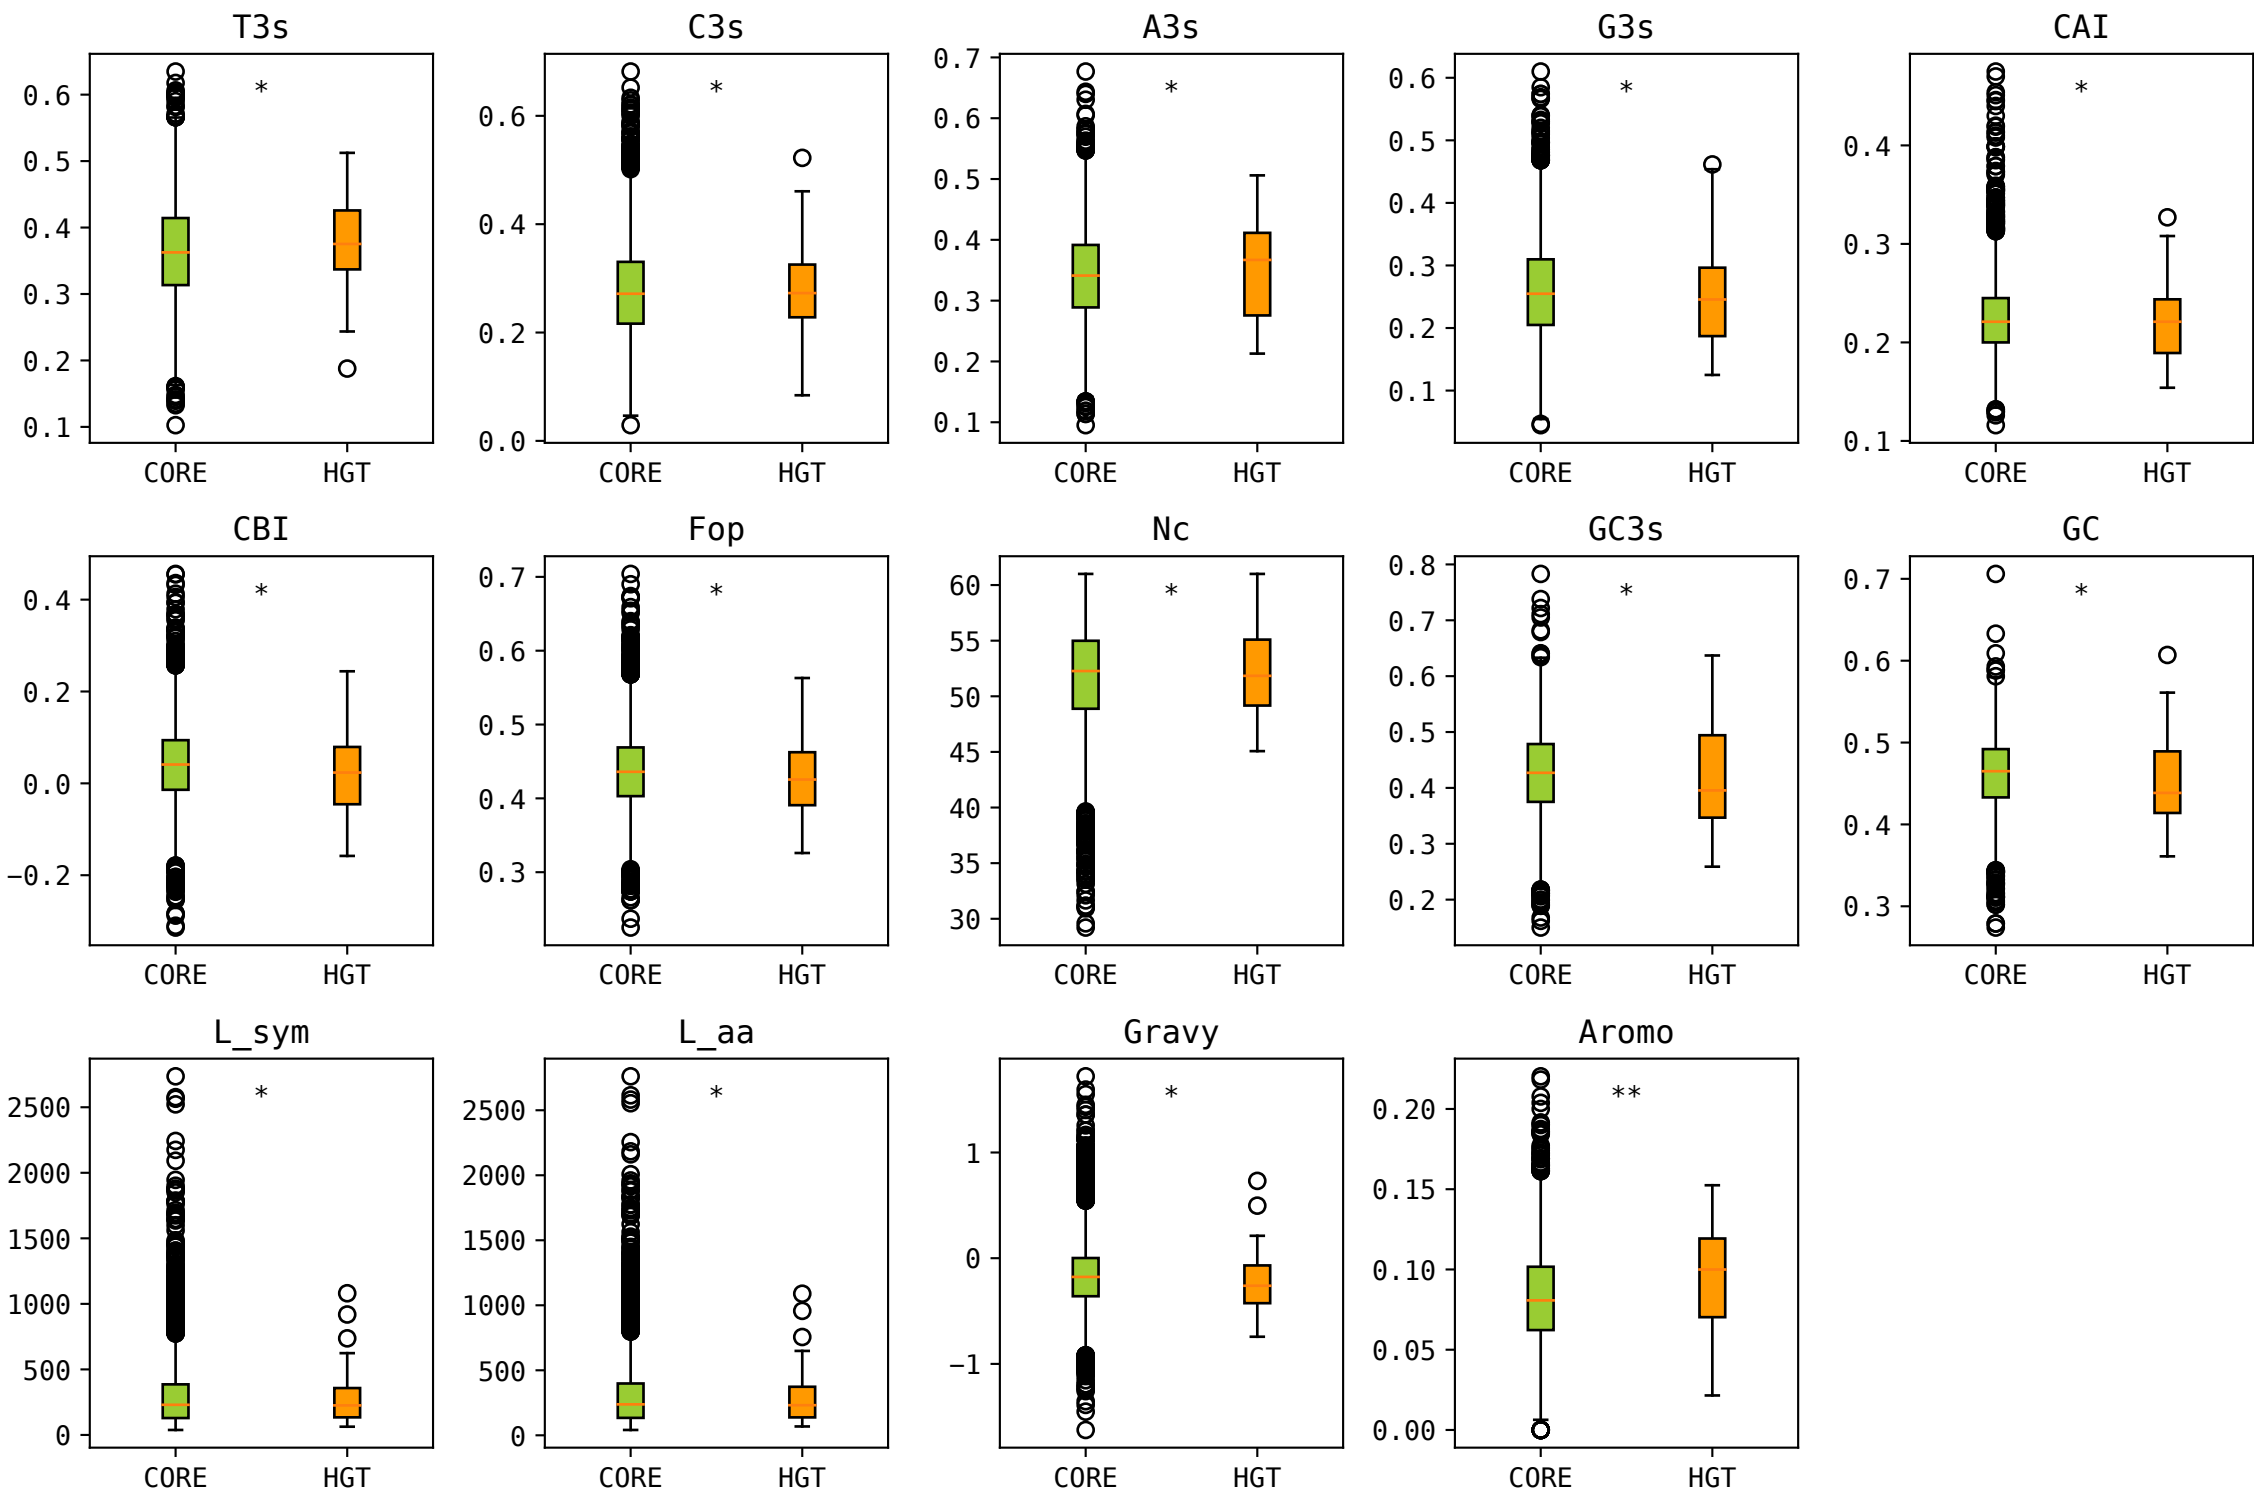 T3s
C3s
A3s
G3s
CAI
0.6
0.5
0.4
0.3
0.2
0.1
*
CORE
HGT
0.6
0.4
0.2
0.0
*
CORE
HGT
0.7
0.6
0.5
0.4
0.3
0.2
0.1
*
CORE
HGT
0.6
0.5
0.4
0.3
0.2
0.1
*
CORE
HGT
0.4
0.3
0.2
0.1
*
CORE
HGT
CBI
Fop
Nc
GC3s
GC
0.4
0.2
0.0
−0.2
*
CORE
HGT
0.7
0.6
0.5
0.4
0.3
*
CORE
HGT
60
55
50
45
40
35
30
*
CORE
HGT
0.8
0.7
0.6
0.5
0.4
0.3
0.2
*
CORE
HGT
0.7
0.6
0.5
0.4
0.3
*
CORE
HGT
L_sym
L_aa
Gravy
Aromo
2500
2000
1500
1000
500
0
*
CORE
HGT
2500
2000
1500
1000
500
0
*
CORE
HGT
1
0
−1
*
CORE
HGT
0.20
0.15
0.10
0.05
0.00
**
CORE
HGT